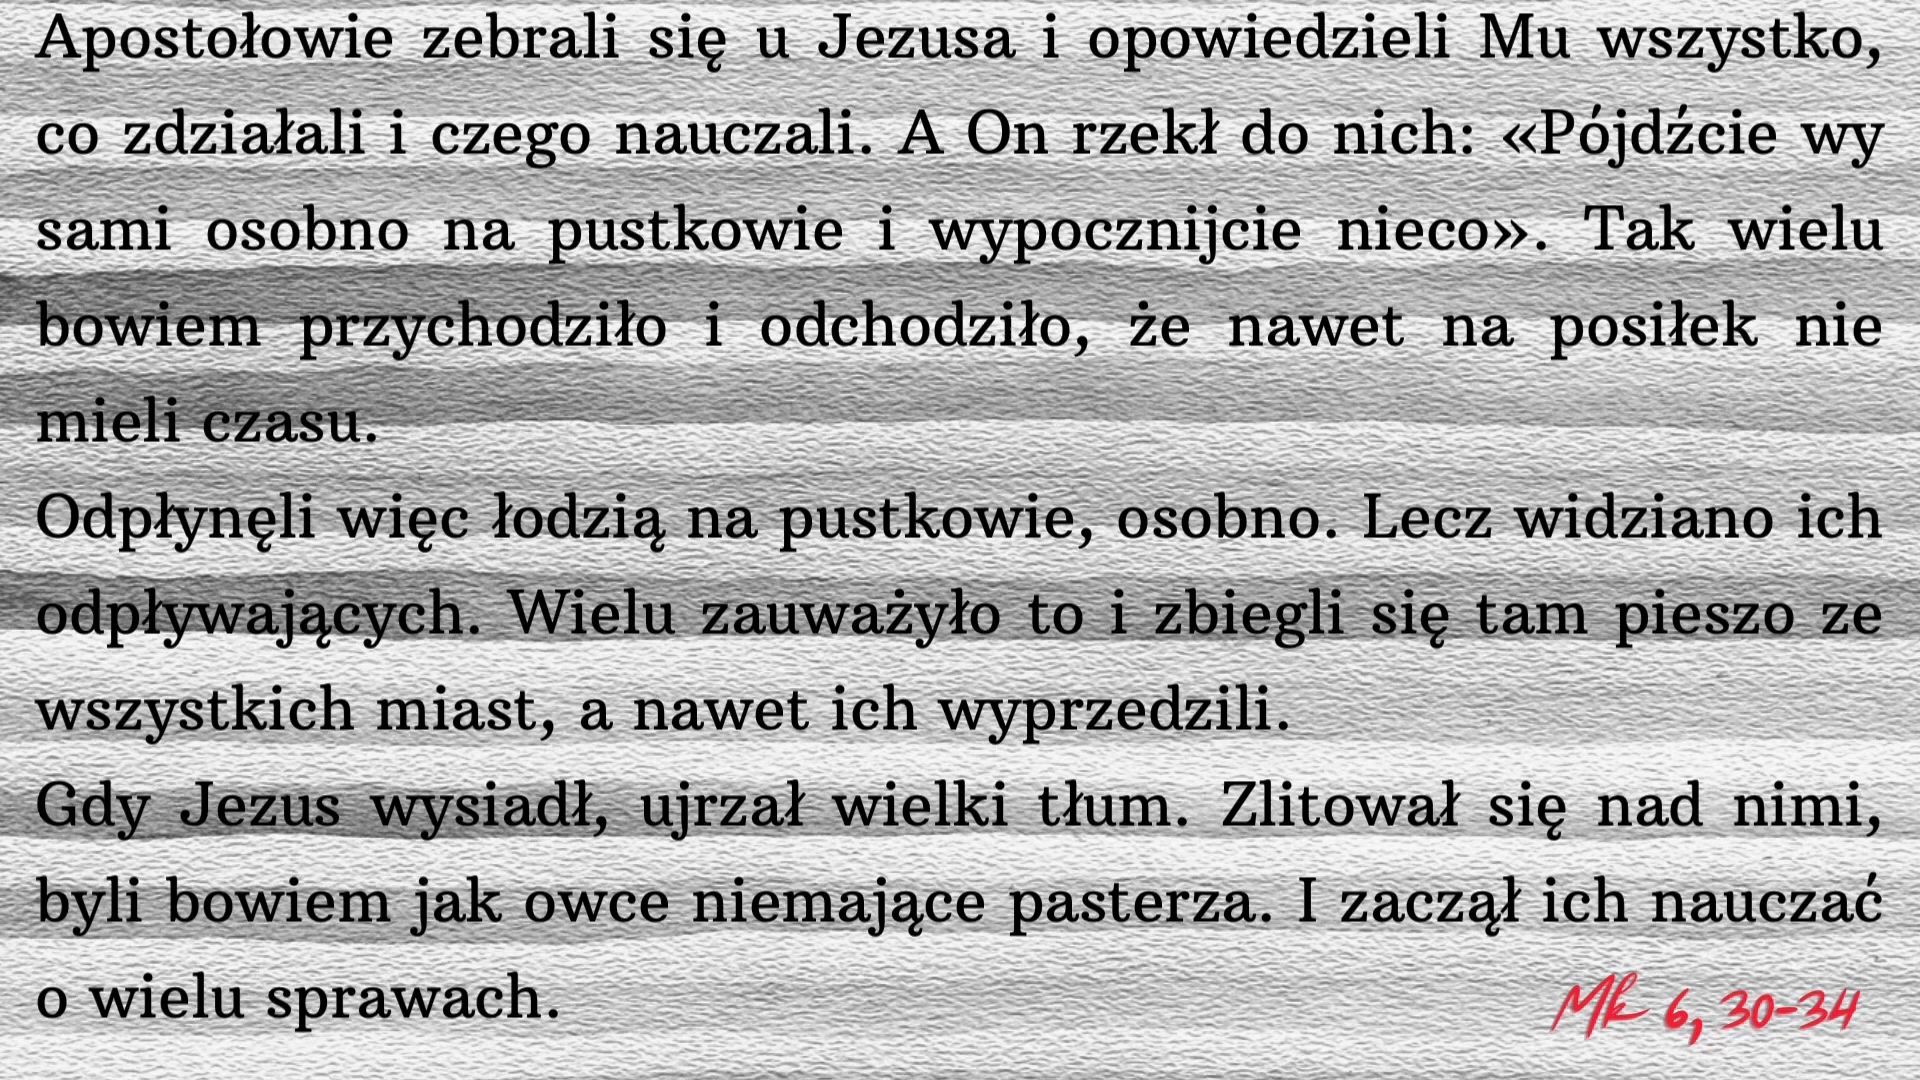 Apostołowie zebrali się u Jezusa i opowiedzieli Mu wszystko,
co zdziałali i czego nauczali. A On rzekł do nich: «Pójdźcie wy
sami osobno na pustkowie i wypocznijcie nieco». Tak wielu
bowiem przychodziło i odchodziło, że nawet na posiłek nie
mieli czasu.
Odpłynęli więc łodzią na pustkowie, osobno. Lecz widziano ich
odpływających. Wielu zauważyło to i zbiegli się tam pieszo ze
wszystkich miast, a nawet ich wyprzedzili.
Gdy Jezus wysiadł, ujrzał wielki tłum. Zlitował się nad nimi,
byli bowiem jak owce niemające pasterza. I zaczął ich nauczać
o wielu sprawach.
Mk 6, 30-34